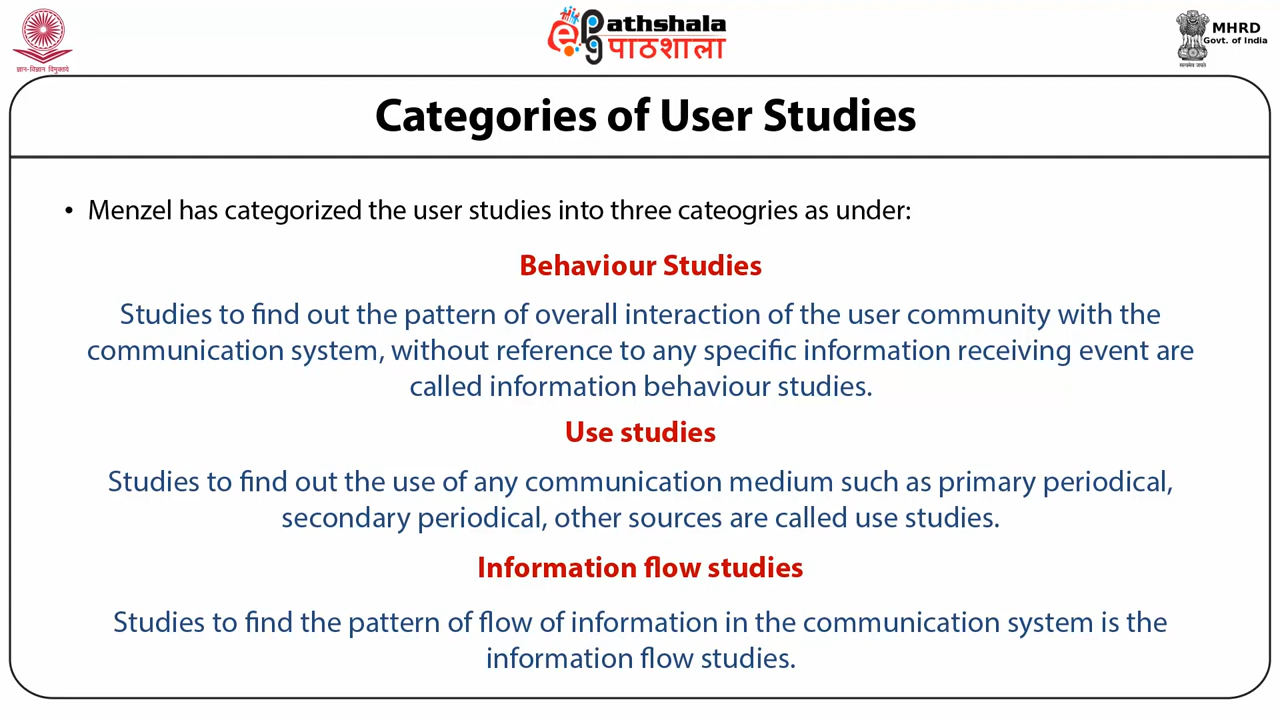 ज्ञान-विज्ञान विमुक्तये
ePg athshala
पाठशाला
MHRD
Govt. of India
सत्यमेव जयते
Categories of User Studies
• Menzel has categorized the user studies into three cateogries as under:
Behaviour Studies
Studies to find out the pattern of overall interaction of the user community with the
communication system, without reference to any specific information receiving event are
called information behaviour studies.
Use studies
Studies to find out the use of any communication medium such as primary periodical,
secondary periodical, other sources are called use studies.
Information flow studies
Studies to find the pattern of flow of information in the communication system is the
information flow studies.